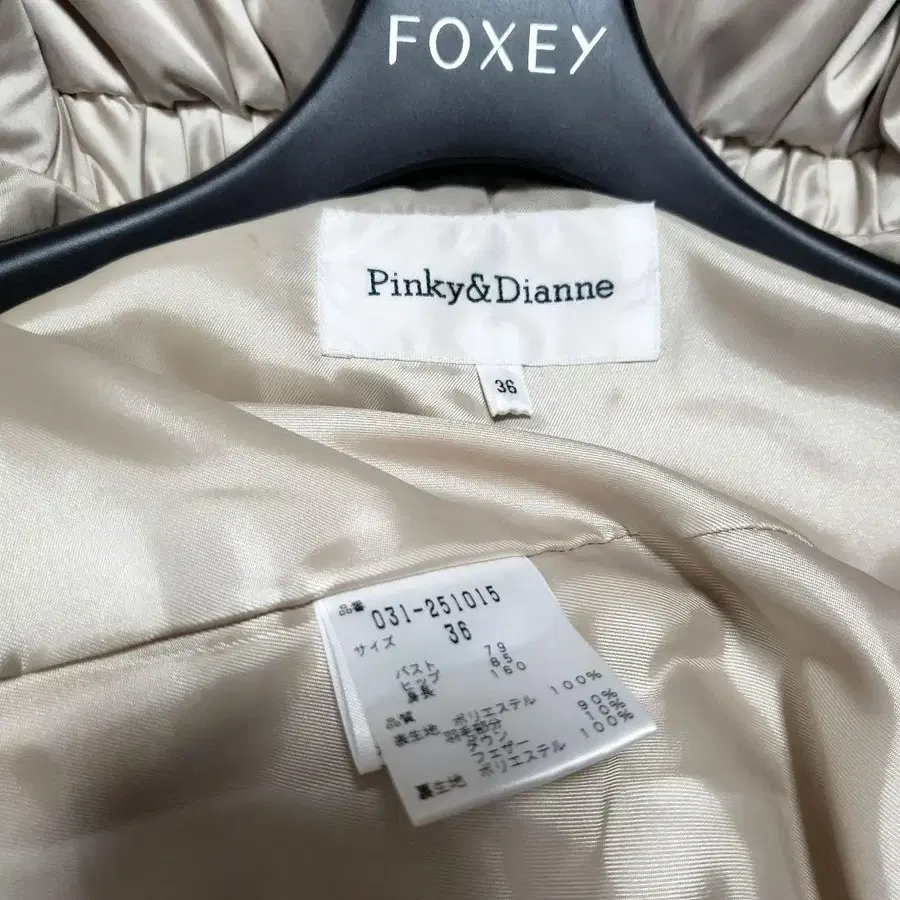 FOXEY
Pinky&Dianne
36
品番 031-251015
サイズ 36
バスト 79
ヒップ 85
身長 160
品質
表生地 ポリエステル 100%
羽毛部分
ダウン 90%
フェザー 10%
裏生地 ポリエステル 100%